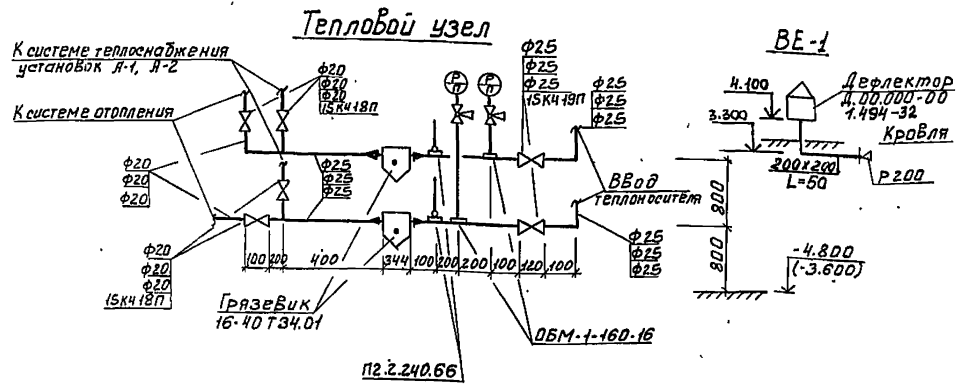 Тепловой узел
К системе теплоснабжения
установок А-1, А-2
К системе отопления
Ф20
Ф20
Ф20
15кч18п
Ф25
Ф25
Ф25
15кч19п
Ф25
Ф25
Ф25
Р
П
Р
П
Ф20
Ф20
Ф20
Ф25
Ф25
Ф25
Ввод
теплоносителя
Ф20
Ф20
Ф20
15кч18п
Ф25
Ф25
Ф25
100 200 400 344 100 200 200 100 120 100
Грязевик
16-40 Т34.01
ОБМ-1-160-16
П2.2.240.66
ВЕ-1
4.100
3.300
Дефлектор
Д.00.000-00
1.494-32
Кровля
200х200
L=50
Р200
800
800
-4.800
(-3.600)